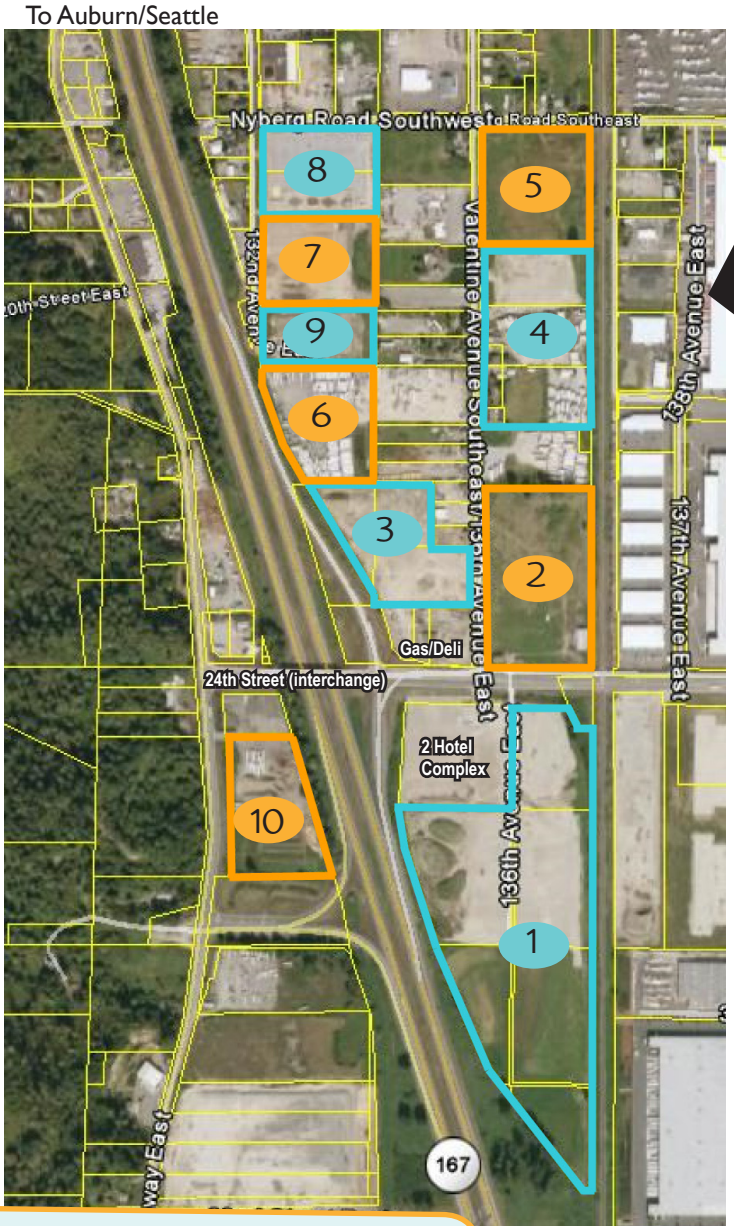 To Auburn/Seattle
Nyberg Road Southwest
Road Southeast
8
5
7
132nd Avenue E
Valentine Avenue Southeast/136th Avenue East
138th Avenue East
20th Street East
9
4
6
3
2
137th Avenue East
Gas/Deli
24th Street (interchange)
2 Hotel
Complex
10
136th Avenue East
1
167
way East